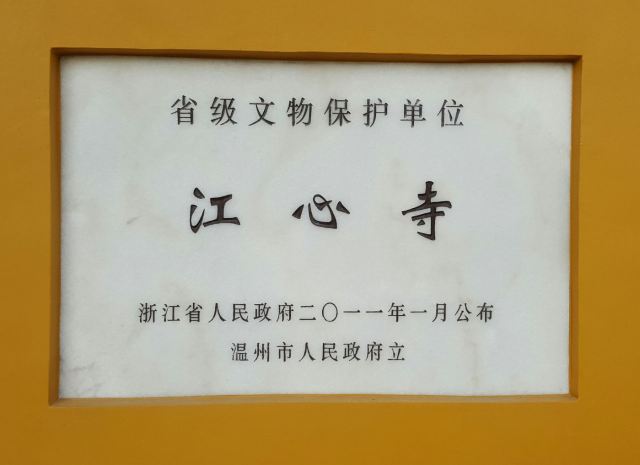 省级文物保护单位
江心寺
浙江省人民政府二〇一一年一月公布
温州市人民政府立